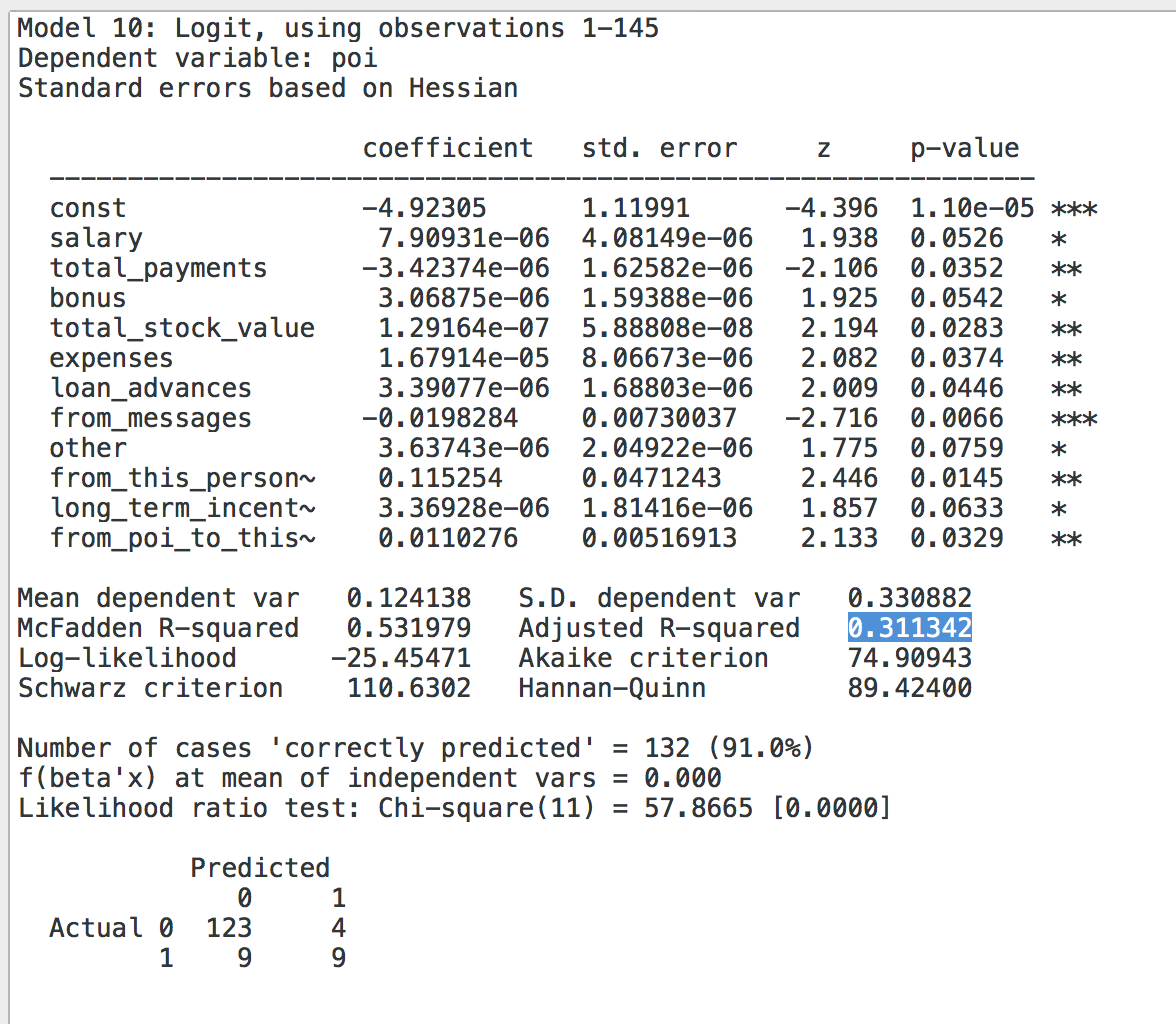 Model 10: Logit, using observations 1-145
Dependent variable: poi
Standard errors based on Hessian
coefficient std. error z p-value
const -4.92305 1.11991 -4.396 1.10e-05 ***
salary 7.90931e-06 4.08149e-06 1.938 0.0526 *
total_payments -3.42374e-06 1.62582e-06 -2.106 0.0352 **
bonus 3.06875e-06 1.59388e-06 1.925 0.0542 *
total_stock_value 1.29164e-07 5.88808e-08 2.194 0.0283 **
expenses 1.67914e-05 8.06673e-06 2.082 0.0374 **
loan_advances 3.39077e-06 1.68803e-06 2.009 0.0446 **
from_messages -0.0198284 0.00730037 -2.716 0.0066 ***
other 3.63743e-06 2.04922e-06 1.775 0.0759 *
from_this_person~ 0.115254 0.0471243 2.446 0.0145 **
long_term_incent~ 3.36928e-06 1.81416e-06 1.857 0.0633 *
from_poi_to_this~ 0.0110276 0.00516913 2.133 0.0329 **
Mean dependent var 0.124138 S.D. dependent var 0.330882
McFadden R-squared 0.531979 Adjusted R-squared 0.311342
Log-likelihood -25.45471 Akaike criterion 74.90943
Schwarz criterion 110.6302 Hannan-Quinn 89.42400
Number of cases 'correctly predicted' = 132 (91.0%)
f(beta'x) at mean of independent vars = 0.000
Likelihood ratio test: Chi-square(11) = 57.8665 [0.0000]
Predicted
0 1
Actual 0 123 4
1 9 9